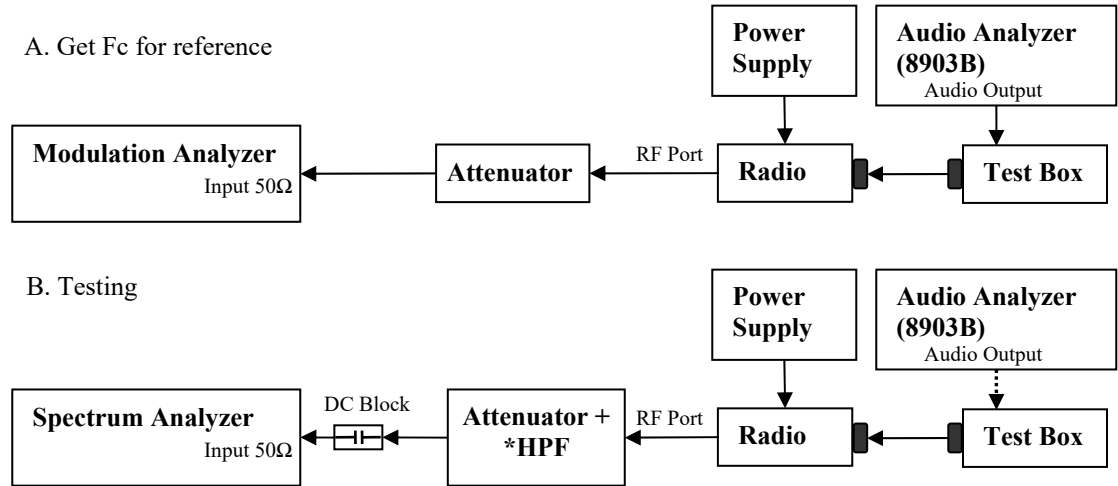 A. Get Fc for reference
Power
Supply
Audio Analyzer
(8903B)
Audio Output
Modulation Analyzer
Input 50Ω
Attenuator
RF Port
Radio
Test Box
B. Testing
Power
Supply
Audio Analyzer
(8903B)
Audio Output
Spectrum Analyzer
Input 50Ω
DC Block
Attenuator +
*HPF
RF Port
Radio
Test Box